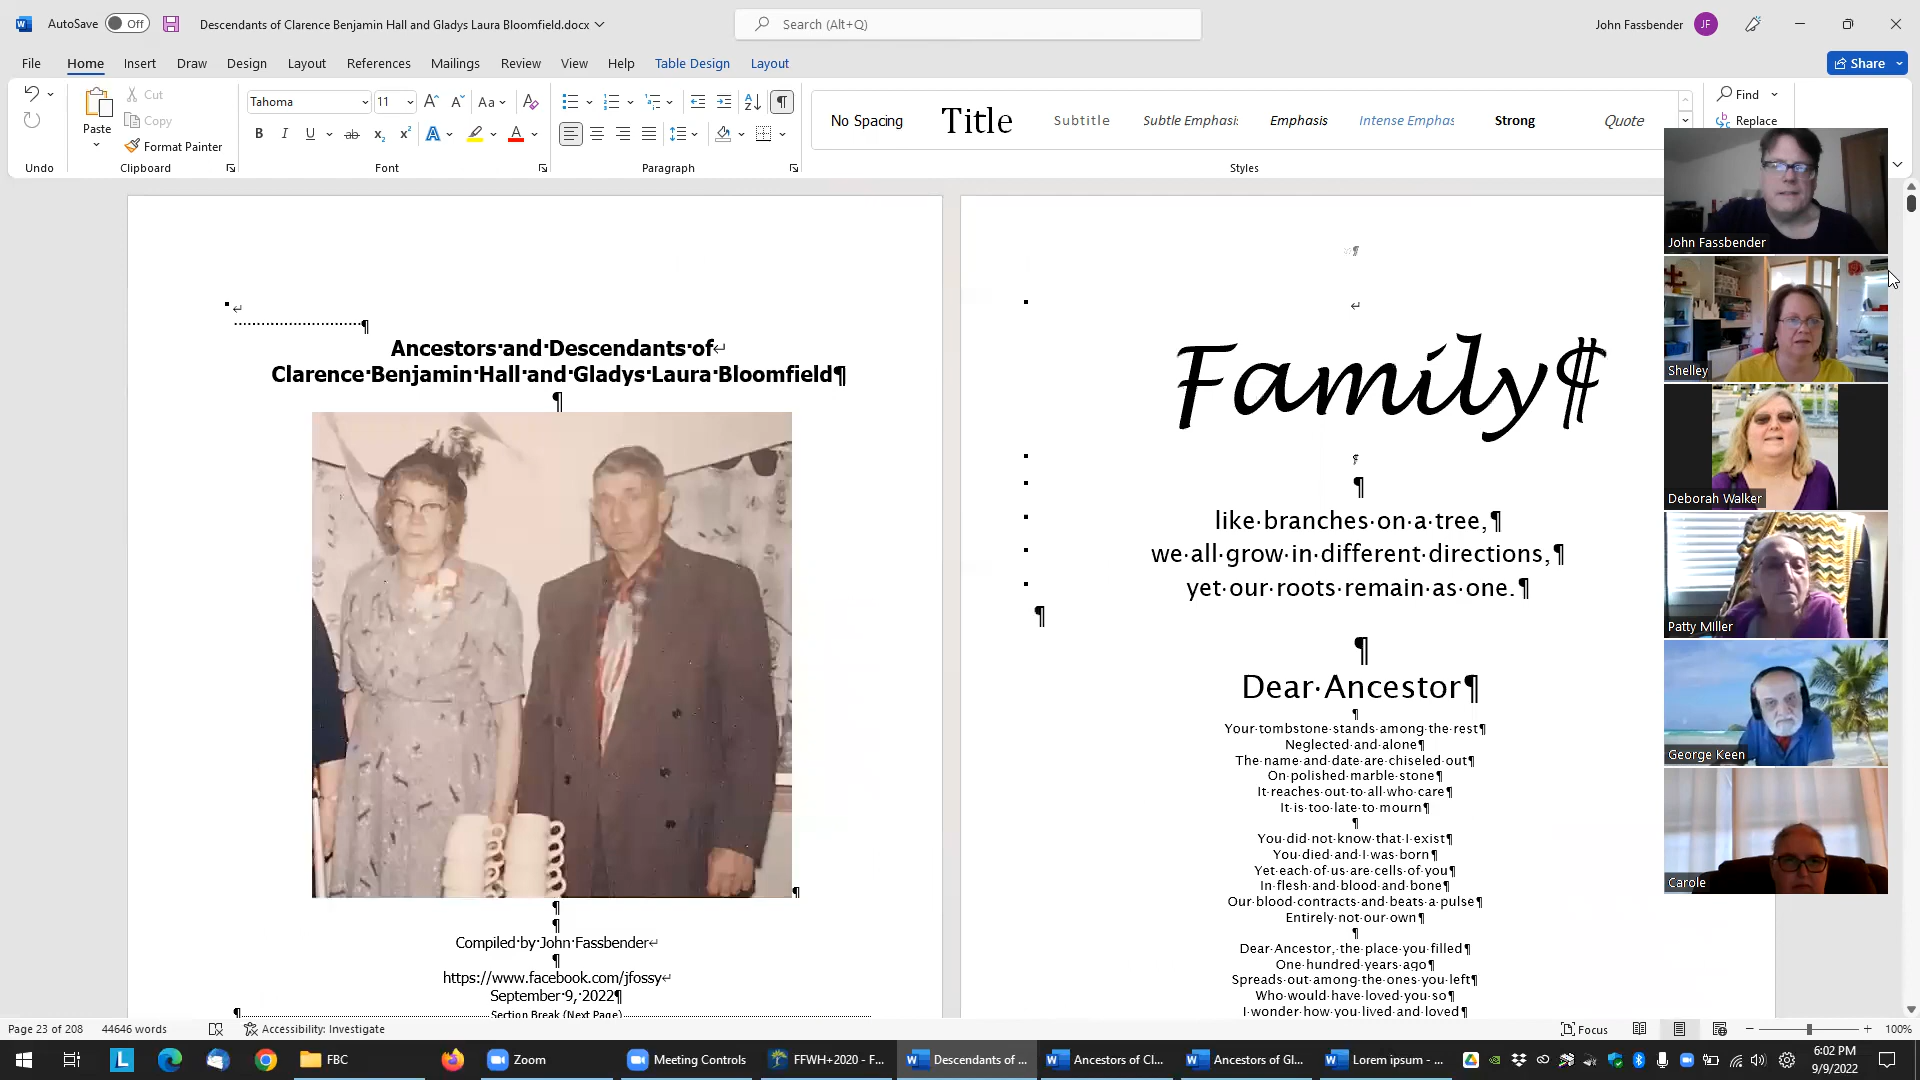 AutoSave Off Descendants of Clarence Benjamin Hall and Gladys Laura Bloomfield.docx Search (Alt+Q) John Fassbender JF
File Home Insert Draw Design Layout References Mailings Review View Help Table Design Layout Share
Cut
Copy
Format Painter
Paste
Undo Clipboard
Tahoma 11
Font
Paragraph
No Spacing Title Subtitle Subtle Emphasis Emphasis Intense Emphas Strong Quote
Styles
Find
Replace
Ancestors and Descendants of
Clarence Benjamin Hall and Gladys Laura Bloomfield
Compiled by John Fassbender
https://www.facebook.com/jfossy
September 9, 2022
Section Break (Next Page)
Family
like branches on a tree,
we all grow in different directions,
yet our roots remain as one.
Dear Ancestor
Your tombstone stands among the rest
Neglected and alone
The name and date are chiseled out
On polished marble stone
It reaches out to all who care
It is too late to mourn
You did not know that I exist
You died and I was born
Yet each of us are cells of you
In flesh and blood and bone
Our blood contracts and beats a pulse
Entirely not our own
Dear Ancestor, the place you filled
One hundred years ago
Spreads out among the ones you left
Who would have loved you so
I wonder how you lived and loved
John Fassbender
Shelley
Deborah Walker
Patty Miller
George Keen
Carole
Page 23 of 208 44646 words Accessibility: Investigate Focus 100%
FBC Zoom Meeting Controls FFWH+2020 - F... Descendants of ... Ancestors of Cl... Ancestors of Gl... Lorem ipsum - ...
6:02 PM
9/9/2022